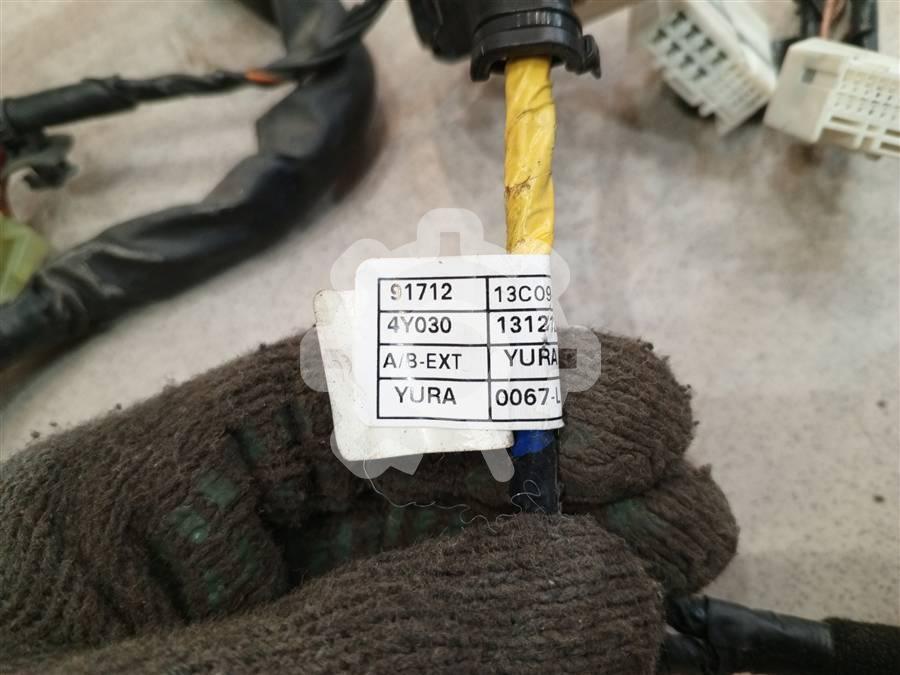 91712 13C09
4Y030 1312
A/B-EXT YURA
YURA 0067-